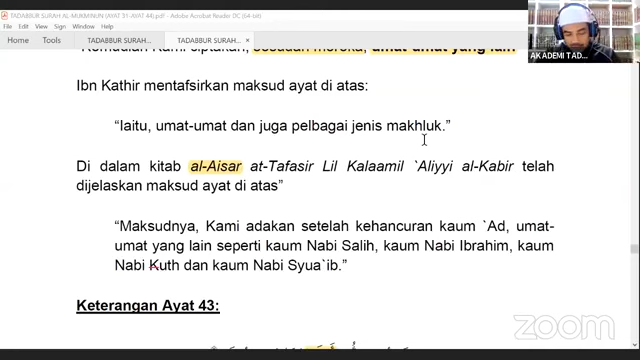 TADABBUR SURAH AL-MUKMINUN (AYAT 31-AYAT 44).pdf - Adobe Acrobat Reader DC (64-bit)
File Edit View Sign Window Help
Home Tools TADABBUR SURAH... TADABBUR SURAH... ×
"Kemudian Kami ciptakan, sesudah mereka, umat-umat yang lain
AKADEMI TAD...
Ibn Kathir mentafsirkan maksud ayat di atas:
“Iaitu, umat-umat dan juga pelbagai jenis makhluk.”
Di dalam kitab al-Aisar at-Tafasir Lil Kalaamil `Aliyyi al-Kabir telah
dijelaskan maksud ayat di atas”
“Maksudnya, Kami adakan setelah kehancuran kaum `Ad, umat-
umat yang lain seperti kaum Nabi Salih, kaum Nabi Ibrahim, kaum
Nabi Kuth dan kaum Nabi Syua`ib.”
Keterangan Ayat 43:
zoom